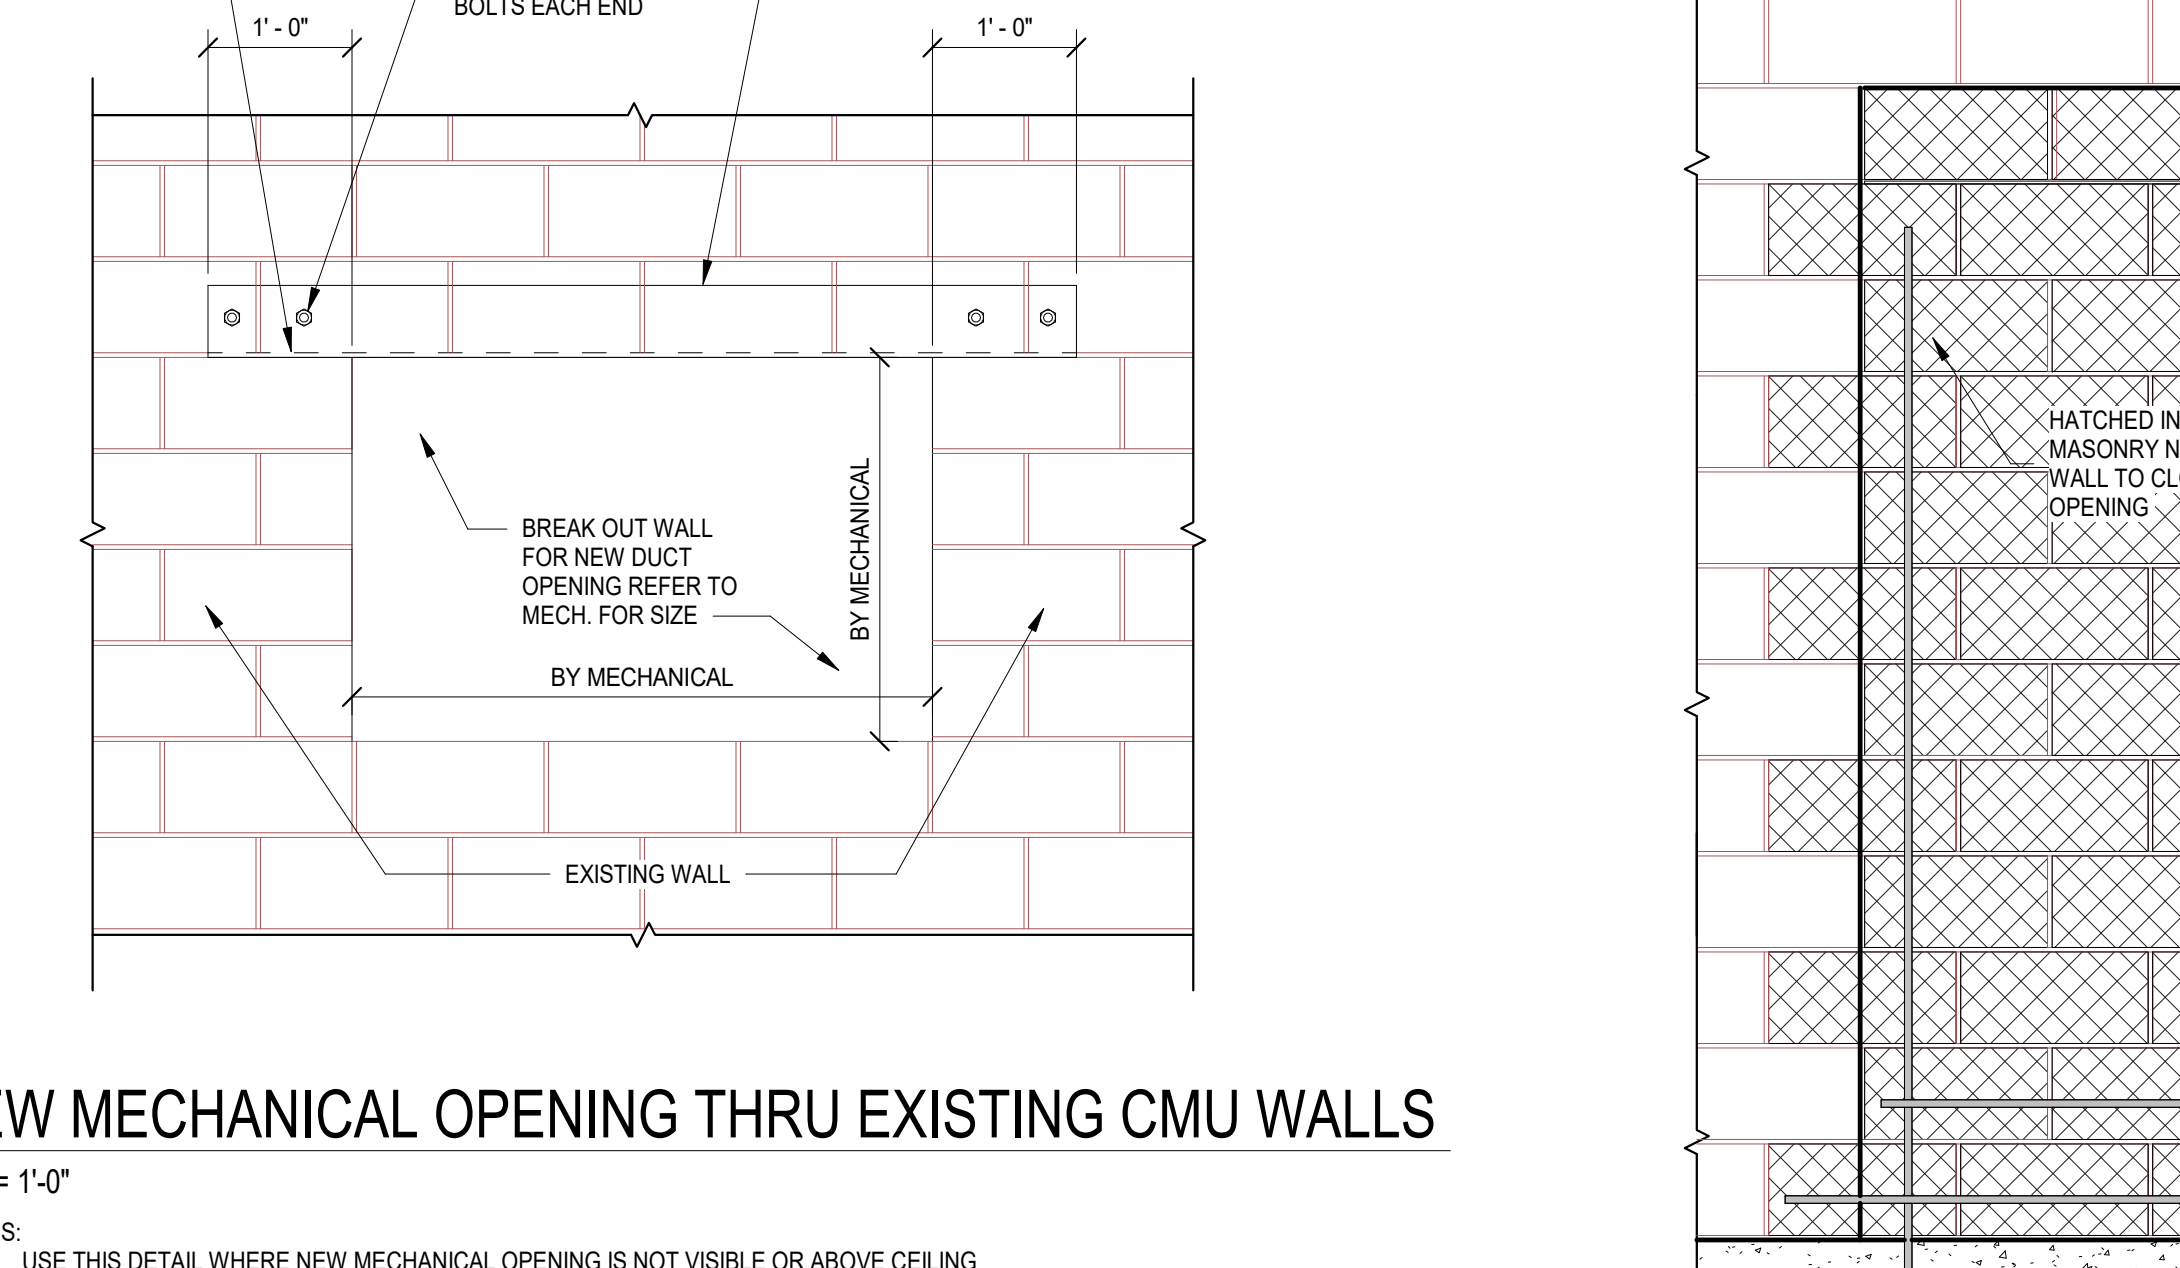 BOLTS EACH END
1' - 0"
1' - 0"
BREAK OUT WALL
FOR NEW DUCT
OPENING REFER TO
MECH. FOR SIZE
BY MECHANICAL
BY MECHANICAL
EXISTING WALL
HATCHED IN
MASONRY N
WALL TO CL
OPENING
EW MECHANICAL OPENING THRU EXISTING CMU WALLS
= 1'-0"
S:
USE THIS DETAIL WHERE NEW MECHANICAL OPENING IS NOT VISIBLE OR ABOVE CEILING